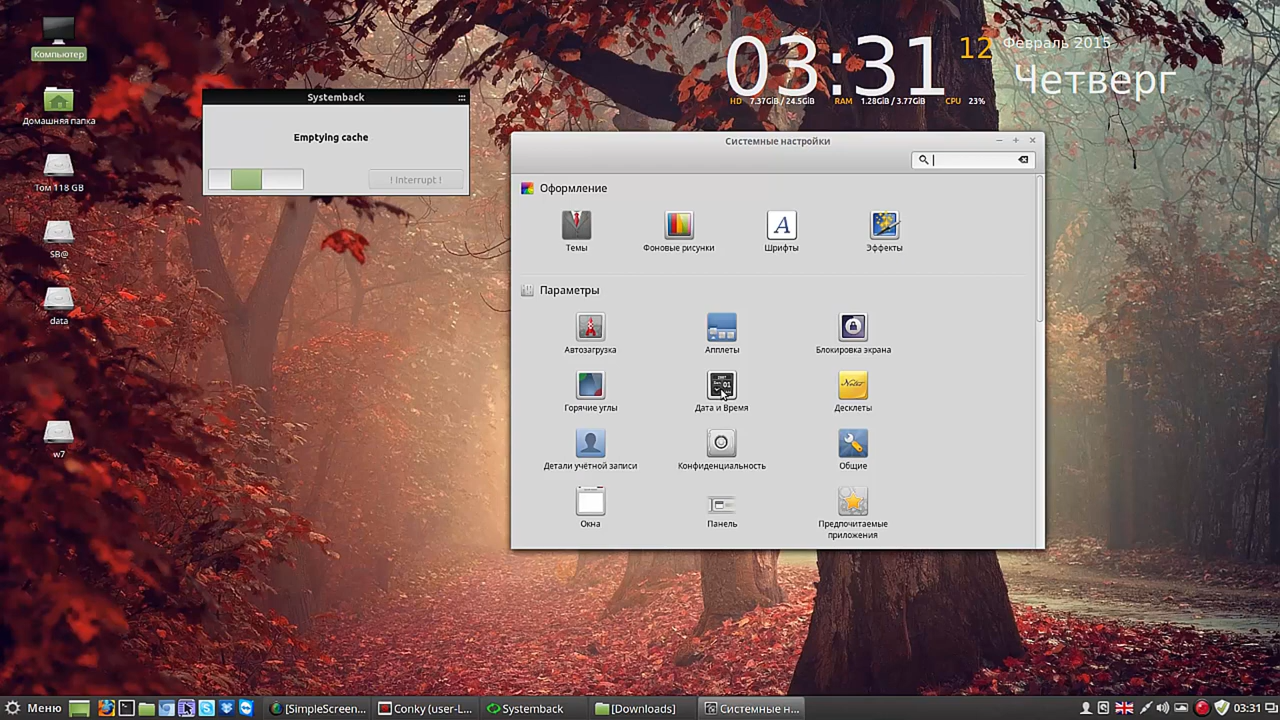 Компьютер
Домашняя папка
Том 118 GB
SB@
data
w7
Systemback
Emptying cache
! Interrupt !
03:31
12
Февраль 2015
Четверг
HD 7.37GiB / 24.5GiB RAM 1.28GiB / 3.77GiB CPU 23%
Системные настройки
Оформление
Темы
Фоновые рисунки
Шрифты
Эффекты
Параметры
Автозагрузка
Апплеты
Блокировка экрана
Горячие углы
Дата и Время
Десклеты
Детали учётной записи
Конфиденциальность
Общие
Окна
Панель
Предпочитаемые
приложения
Меню
[SimpleScreen...
Conky (user-L...
Systemback
[Downloads]
Системные н...
03:31